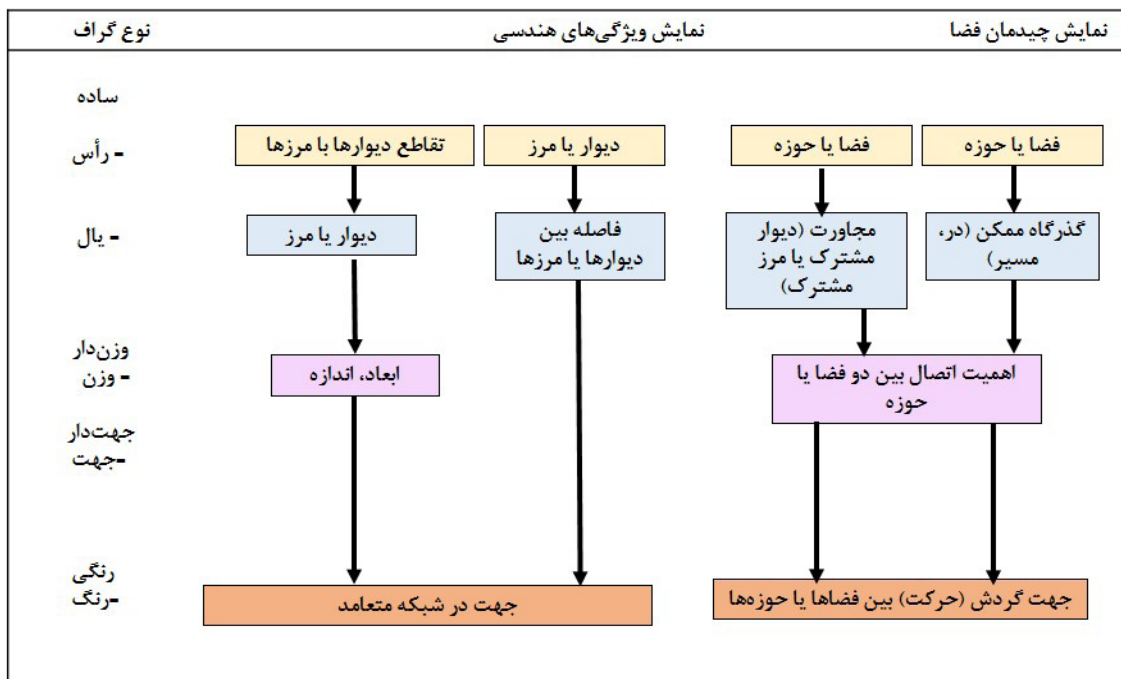 نمایش چیدمان فضا
نمایش ویژگی‌های هندسی
نوع گراف
ساده
- رأس
فضا یا حوزه
فضا یا حوزه
دیوار یا مرز
تقاطع دیوارها با مرزها
- یال
گذرگاه ممکن (در،
مسیر)
مجاورت (دیوار
مشترک یا مرز
مشترک)
فاصله بین
دیوارها یا مرزها
دیوار یا مرز
وزن‌دار
- وزن
اهمیت اتصال بین دو فضا یا
حوزه
ابعاد، اندازه
جهت‌دار
-جهت
رنگی
-رنگ
جهت گردش (حرکت) بین فضاها یا حوزه‌ها
جهت در شبکه متعامد